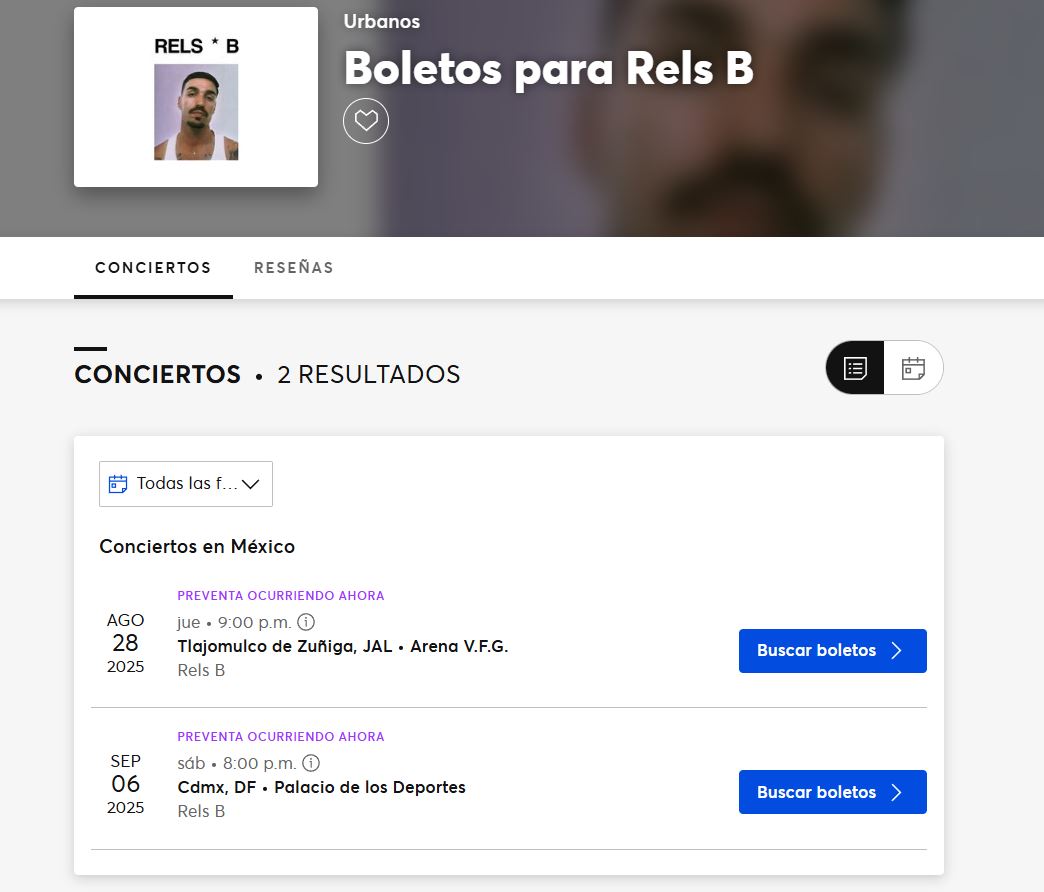 RELS * B
Urbanos
Boletos para Rels B
CONCIERTOS
RESEÑAS
CONCIERTOS • 2 RESULTADOS
Todas las f...
Conciertos en México
PREVENTA OCURRIENDO AHORA
AGO
28
2025
jue • 9:00 p.m.
Tlajomulco de Zuñiga, JAL • Arena V.F.G.
Rels B
Buscar boletos
PREVENTA OCURRIENDO AHORA
SEP
06
2025
sáb • 8:00 p.m.
Cdmx, DF • Palacio de los Deportes
Rels B
Buscar boletos